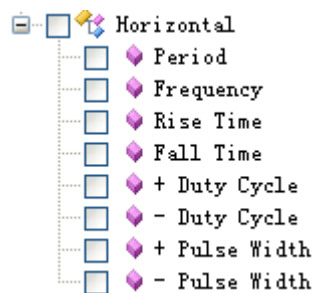 Horizontal
Period
Frequency
Rise Time
Fall Time
+ Duty Cycle
- Duty Cycle
+ Pulse Width
- Pulse Width